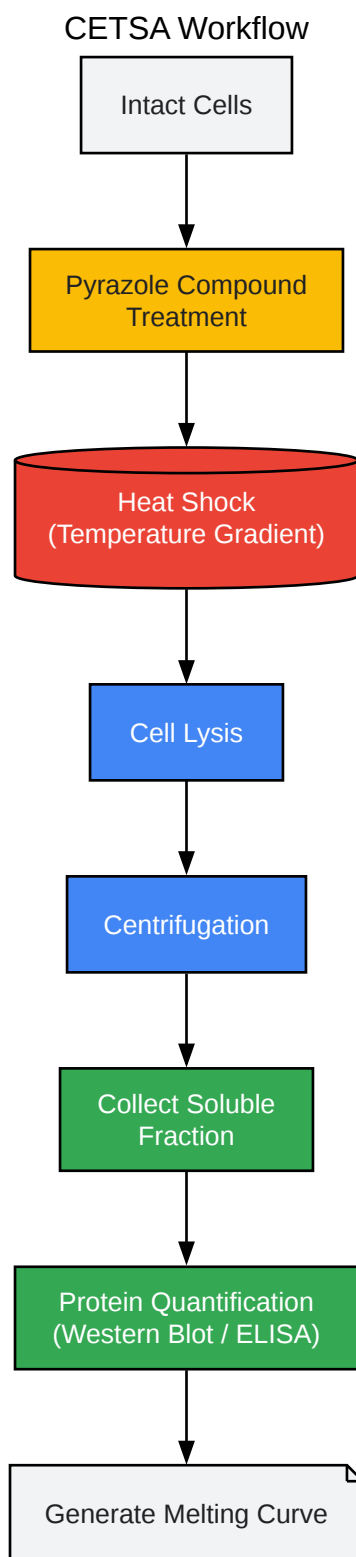 CETSA Workflow
Intact Cells
Pyrazole Compound
Treatment
Heat Shock
(Temperature Gradient)
Cell Lysis
Centrifugation
Collect Soluble
Fraction
Protein Quantification
(Western Blot / ELISA)
Generate Melting Curve